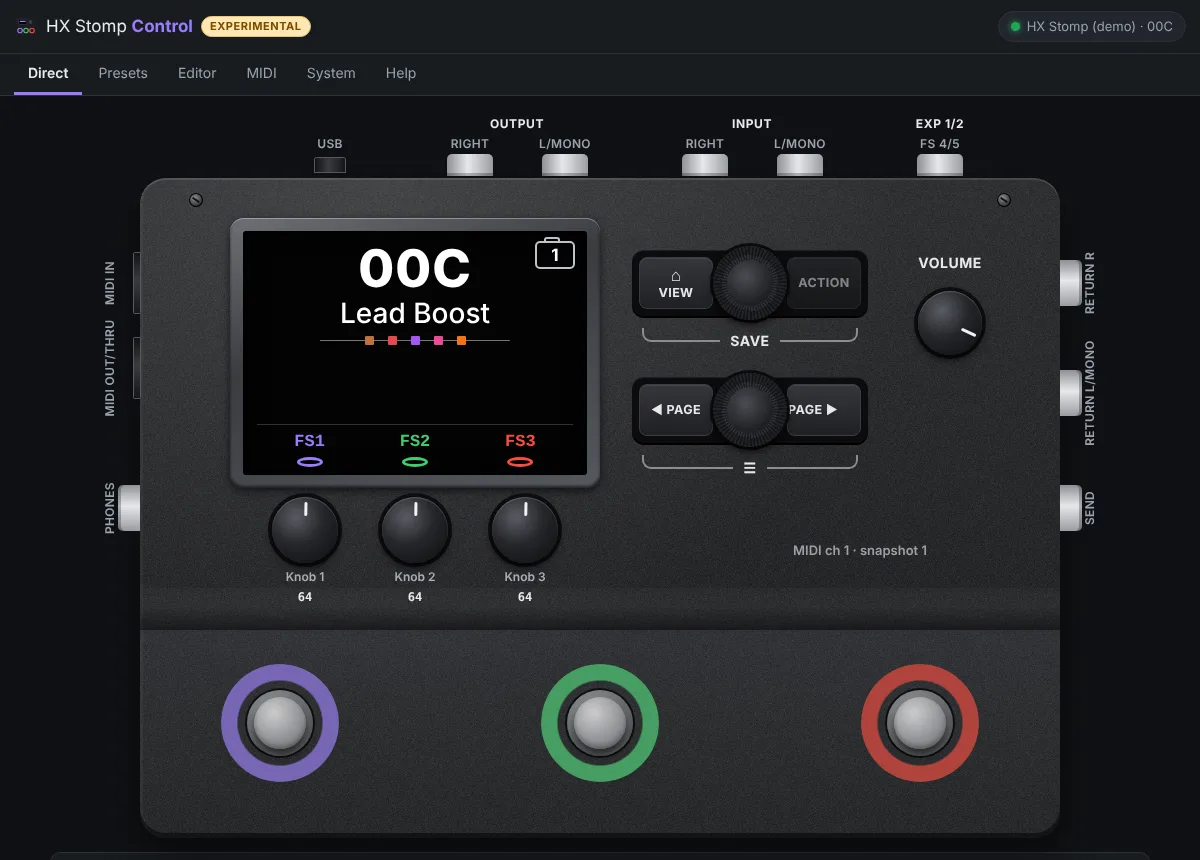 HX Stomp Control EXPERIMENTAL
HX Stomp (demo) · 00C
Direct Presets Editor MIDI System Help
OUTPUT INPUT EXP 1/2
USB RIGHT L/MONO RIGHT L/MONO FS 4/5
00C
1
Lead Boost
FS1 FS2 FS3
⌂
VIEW
ACTION
SAVE
◀ PAGE
PAGE ▶
☰
VOLUME
MIDI IN
MIDI OUT/THRU
PHONES
RETURN R
RETURN L/MONO
SEND
Knob 1 Knob 2 Knob 3
64 64 64
MIDI ch 1 · snapshot 1